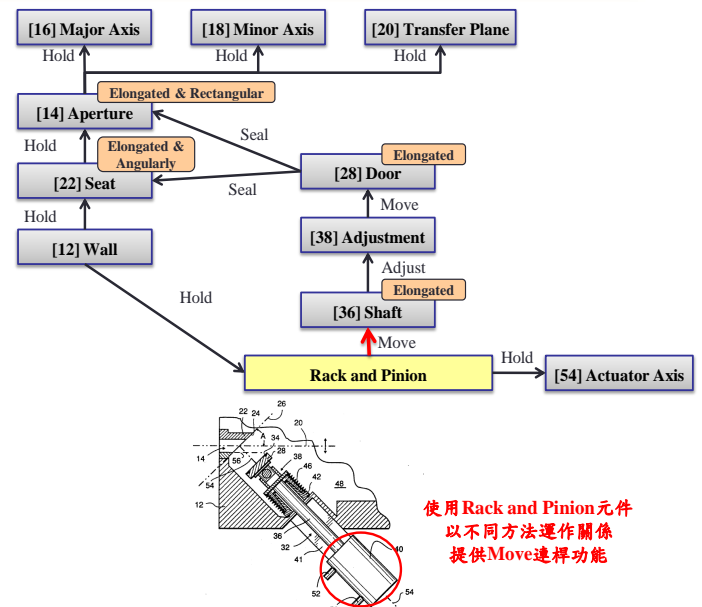 [16] Major Axis
[18] Minor Axis
[20] Transfer Plane
Hold
Hold
Hold
Elongated & Rectangular
[14] Aperture
Hold
Elongated &
Angularly
Seal
Elongated
[22] Seat
[28] Door
Seal
Hold
Move
[12] Wall
[38] Adjustment
Adjust
Hold
Elongated
[36] Shaft
Move
Rack and Pinion
Hold
[54] Actuator Axis
26
22
24
20
A
34
14
28
38
56
46
42
48
54
12
36
32
41
40
52
54
使用Rack and Pinion元件
以不同方法運作關係
提供Move連桿功能